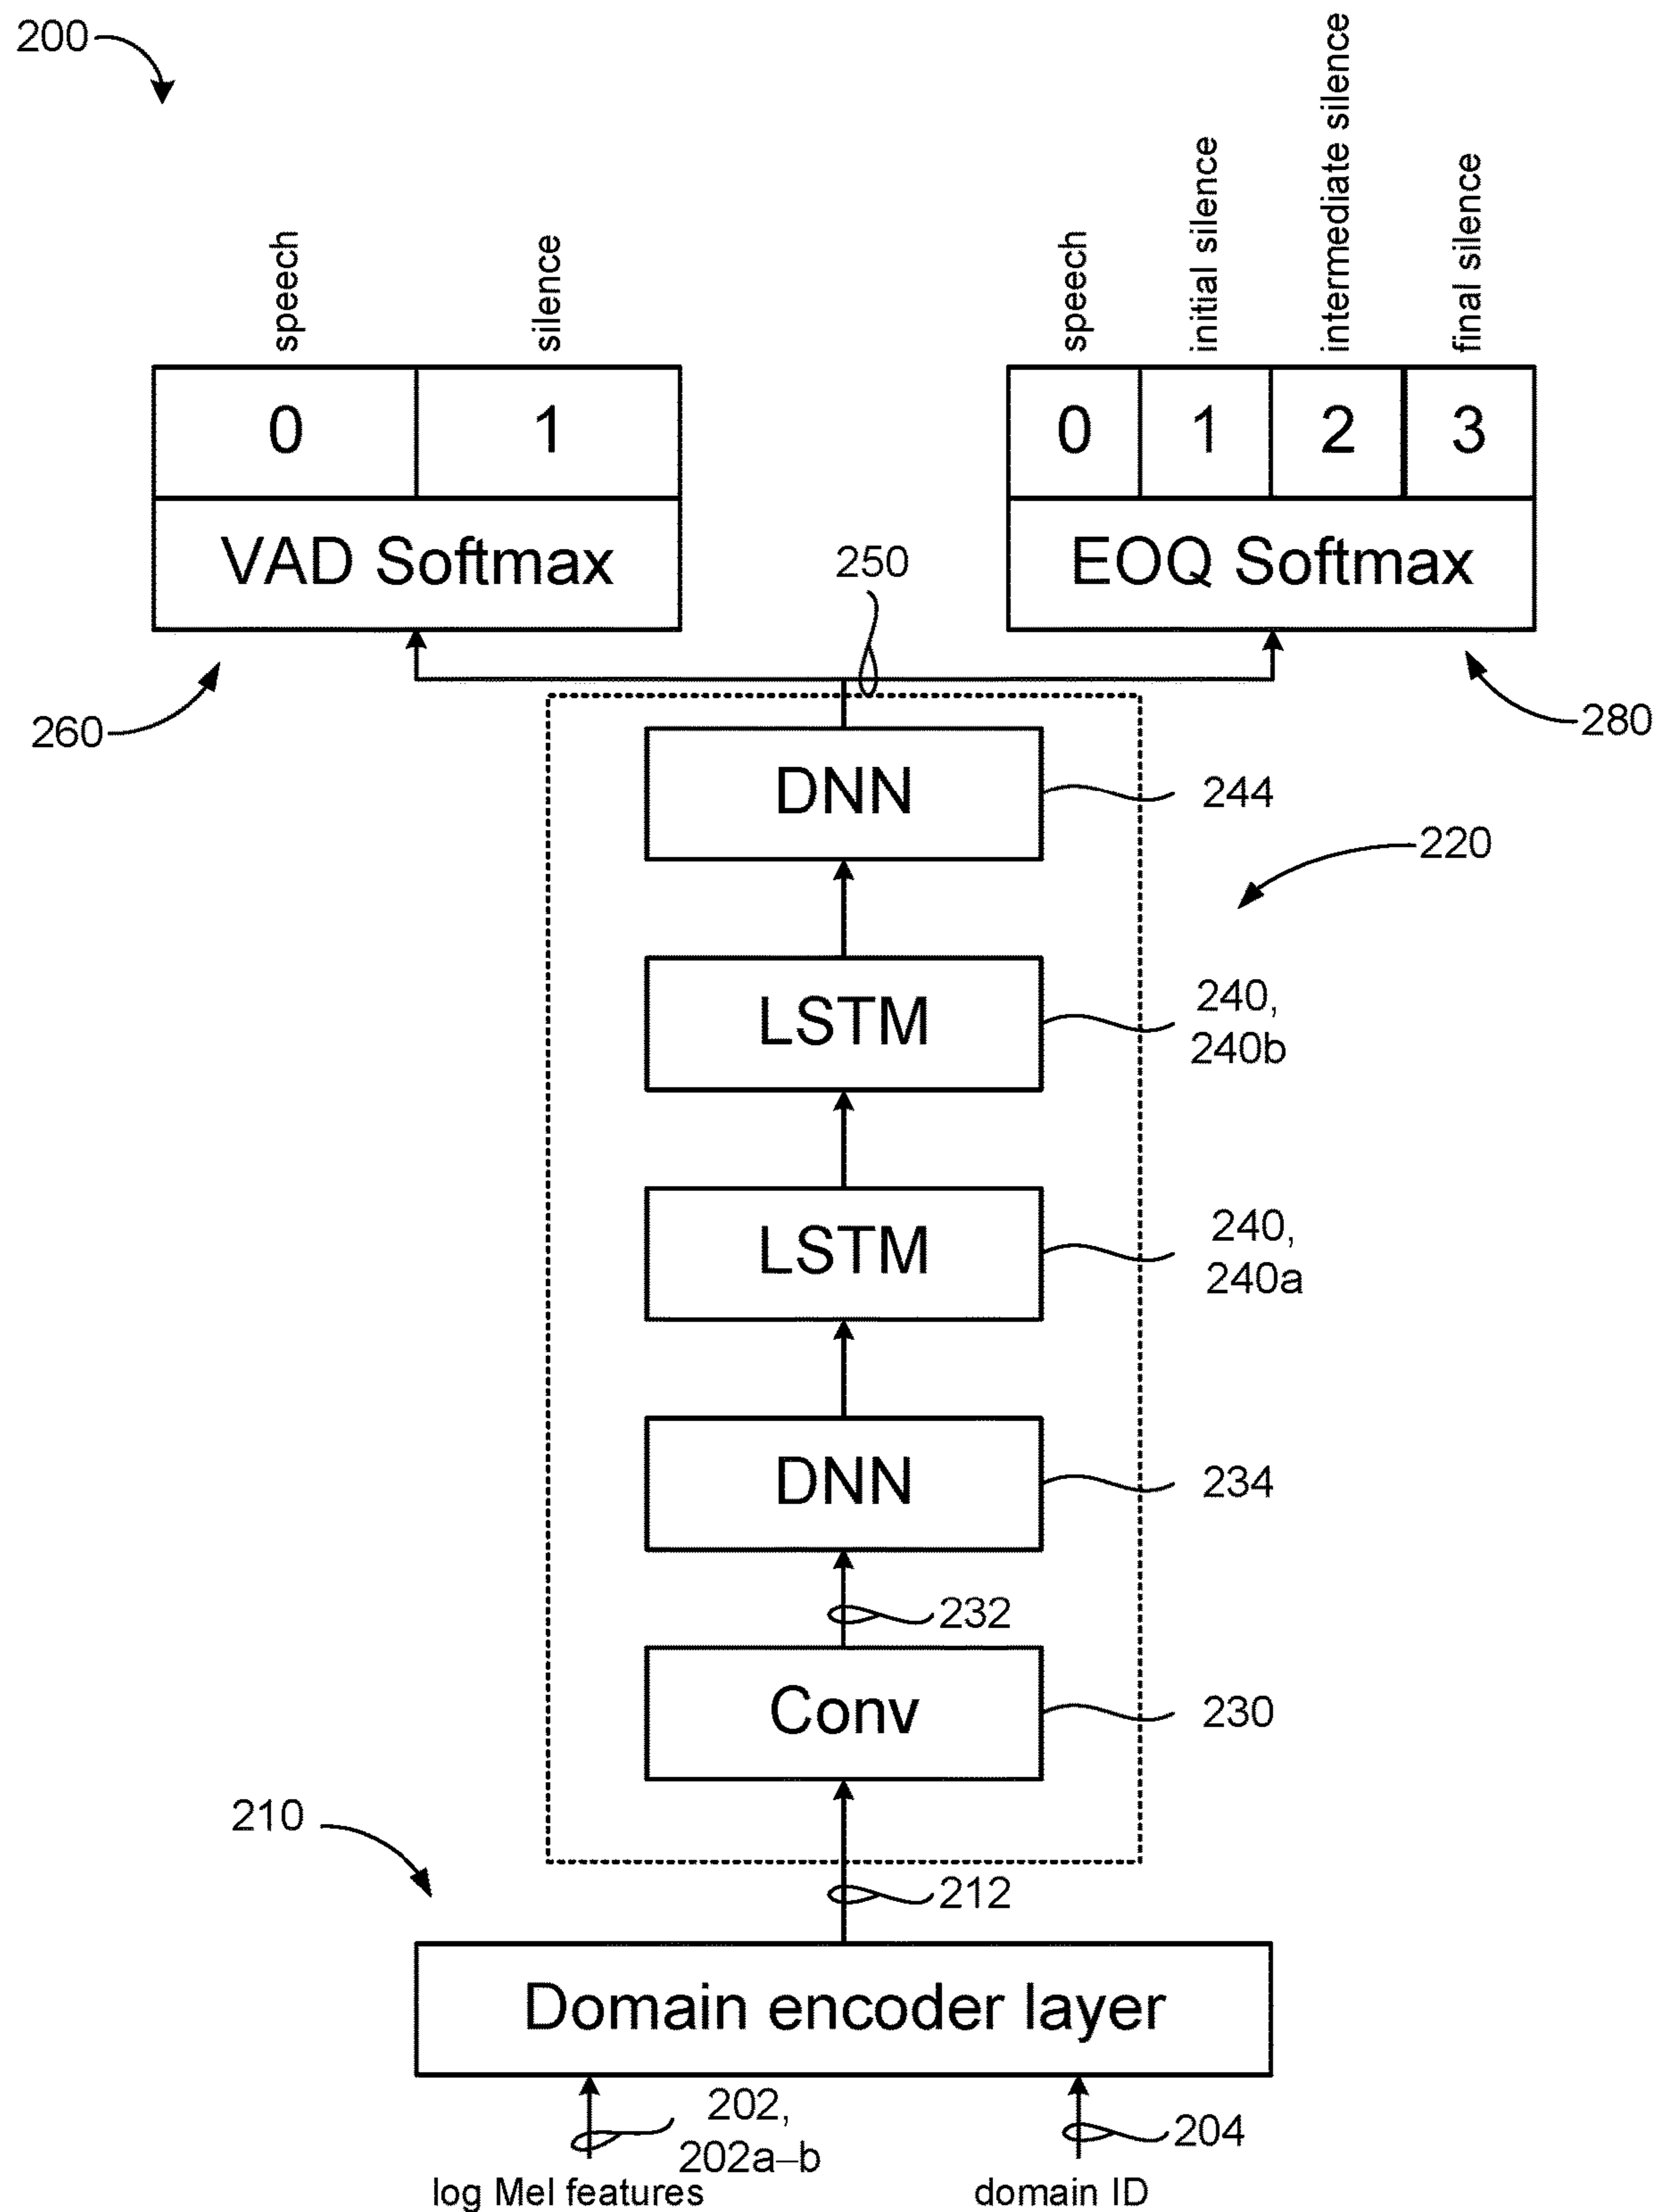 200
speech
silence
speech
initial silence
intermediate silence
final silence
0
1
0
1
2
3
VAD Softmax
EOQ Softmax
250
260
280
DNN
244
220
LSTM
240,
240b
LSTM
240,
240a
DNN
234
232
Conv
230
210
212
Domain encoder layer
202,
202a–b
204
log Mel features
domain ID